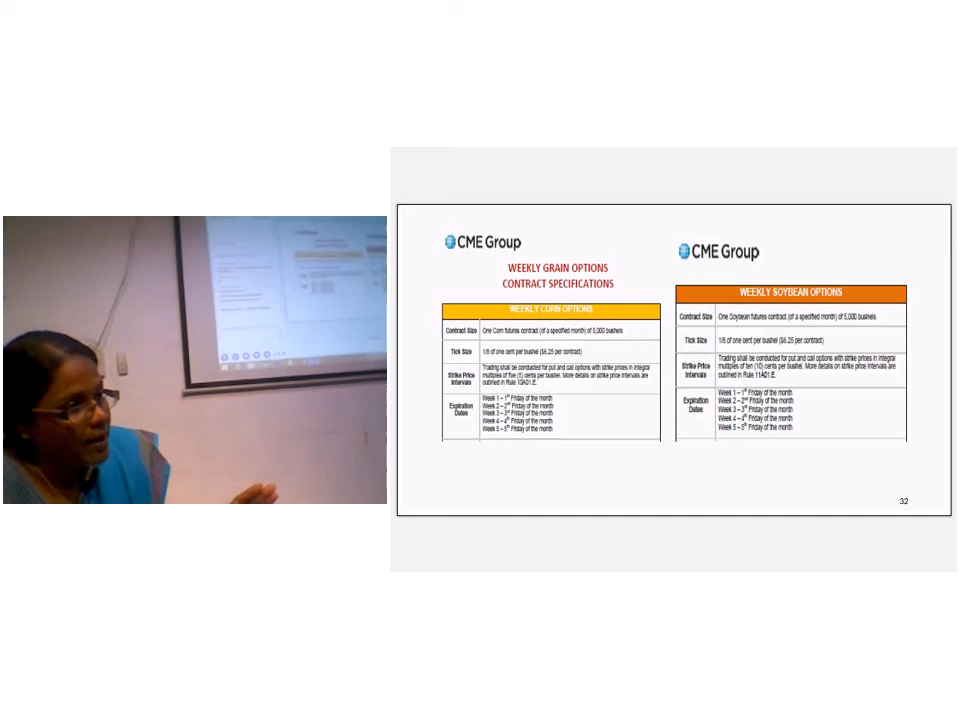 CME Group
WEEKLY GRAIN OPTIONS
CONTRACT SPECIFICATIONS
WEEKLY CORN OPTIONS
Contract Size
One Corn futures contract (of a specified month) of 5,000 bushels
Tick Size
1/8 of one cent per bushel ($6.25 per contract)
Strike Price
Intervals
Trading shall be conducted for put and call options with strike prices in integral
multiples of five (5) cents per bushel. More details on strike price intervals are
outlined in Rule 10A01.E.
Expiration
Dates
Week 1 – 1st Friday of the month
Week 2 – 2nd Friday of the month
Week 3 – 3rd Friday of the month
Week 4 – 4th Friday of the month
Week 5 – 5th Friday of the month
CME Group
WEEKLY SOYBEAN OPTIONS
Contract Size
One Soybean futures contract (of a specified month) of 5,000 bushels
Tick Size
1/8 of one cent per bushel ($6.25 per contract)
Strike Price
Intervals
Trading shall be conducted for put and call options with strike prices in integral
multiples of ten (10) cents per bushel. More details on strike price intervals are
outlined in Rule 11A01.E.
Expiration
Dates
Week 1 – 1st Friday of the month
Week 2 – 2nd Friday of the month
Week 3 – 3rd Friday of the month
Week 4 – 4th Friday of the month
Week 5 – 5th Friday of the month
32